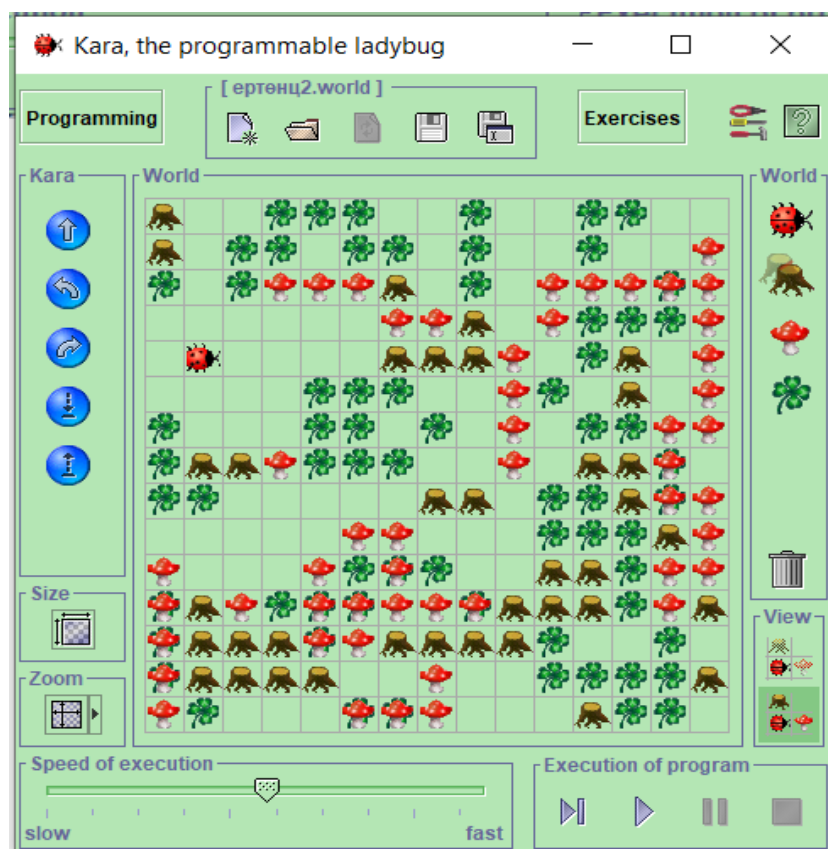 Kara, the programmable ladybug
[ ертөнц2.world ]
Programming
Exercises
Kara
World
World
Size
View
Zoom
Speed of execution
slow
fast
Execution of program